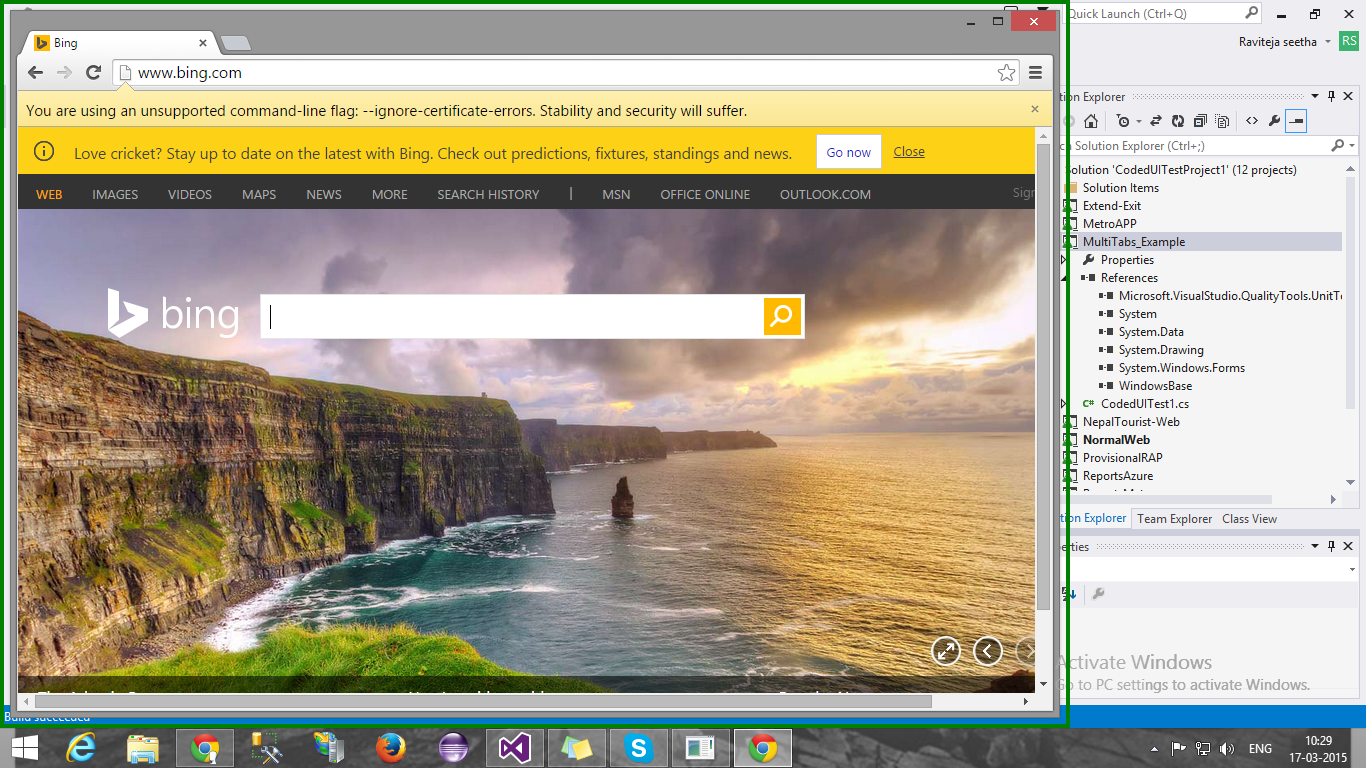 Bing
www.bing.com
You are using an unsupported command-line flag: --ignore-certificate-errors. Stability and security will suffer.
Love cricket? Stay up to date on the latest with Bing. Check out predictions, fixtures, standings and news. Go now Close
WEB IMAGES VIDEOS MAPS NEWS MORE SEARCH HISTORY | MSN OFFICE ONLINE OUTLOOK.COM
bing
Build succeeded
Quick Launch (Ctrl+Q)
Raviteja seetha RS
Explorer
Solution Explorer (Ctrl+;)
Solution 'CodedUITestProject1' (12 projects)
Solution Items
Extend-Exit
MetroAPP
MultiTabs_Example
Properties
References
Microsoft.VisualStudio.QualityTools.UnitTe
System
System.Data
System.Drawing
System.Windows.Forms
WindowsBase
C# CodedUITest1.cs
NepalTourist-Web
NormalWeb
ProvisionalRAP
ReportsAzure
Explorer Team Explorer Class View
erties
Activate Windows
Go to PC settings to activate Windows.
ENG
10:29
17-03-2015